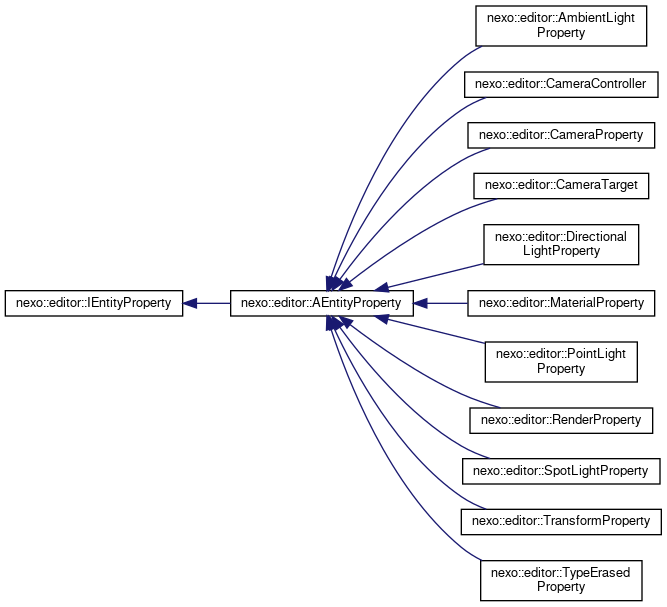 nexo::editor::IEntityProperty
nexo::editor::AEntityProperty
nexo::editor::AmbientLight
Property
nexo::editor::CameraController
nexo::editor::CameraProperty
nexo::editor::CameraTarget
nexo::editor::Directional
LightProperty
nexo::editor::MaterialProperty
nexo::editor::PointLight
Property
nexo::editor::RenderProperty
nexo::editor::SpotLightProperty
nexo::editor::TransformProperty
nexo::editor::TypeErased
Property